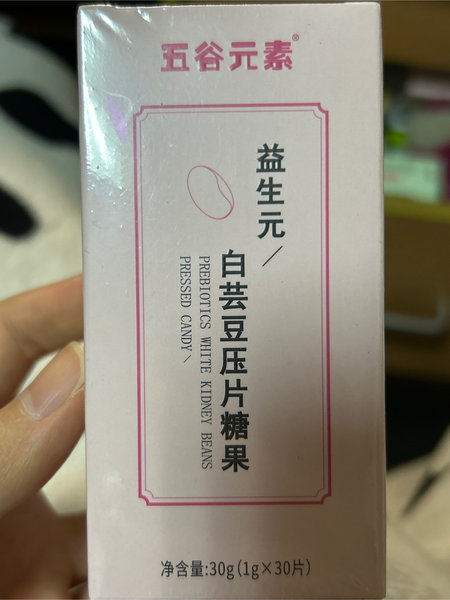 五谷元素®
益生元/
白芸豆压片糖果
PREBIOTICS WHITE KIDNEY BEANS
PRESSED CANDY\
净含量:30g(1g×30片)